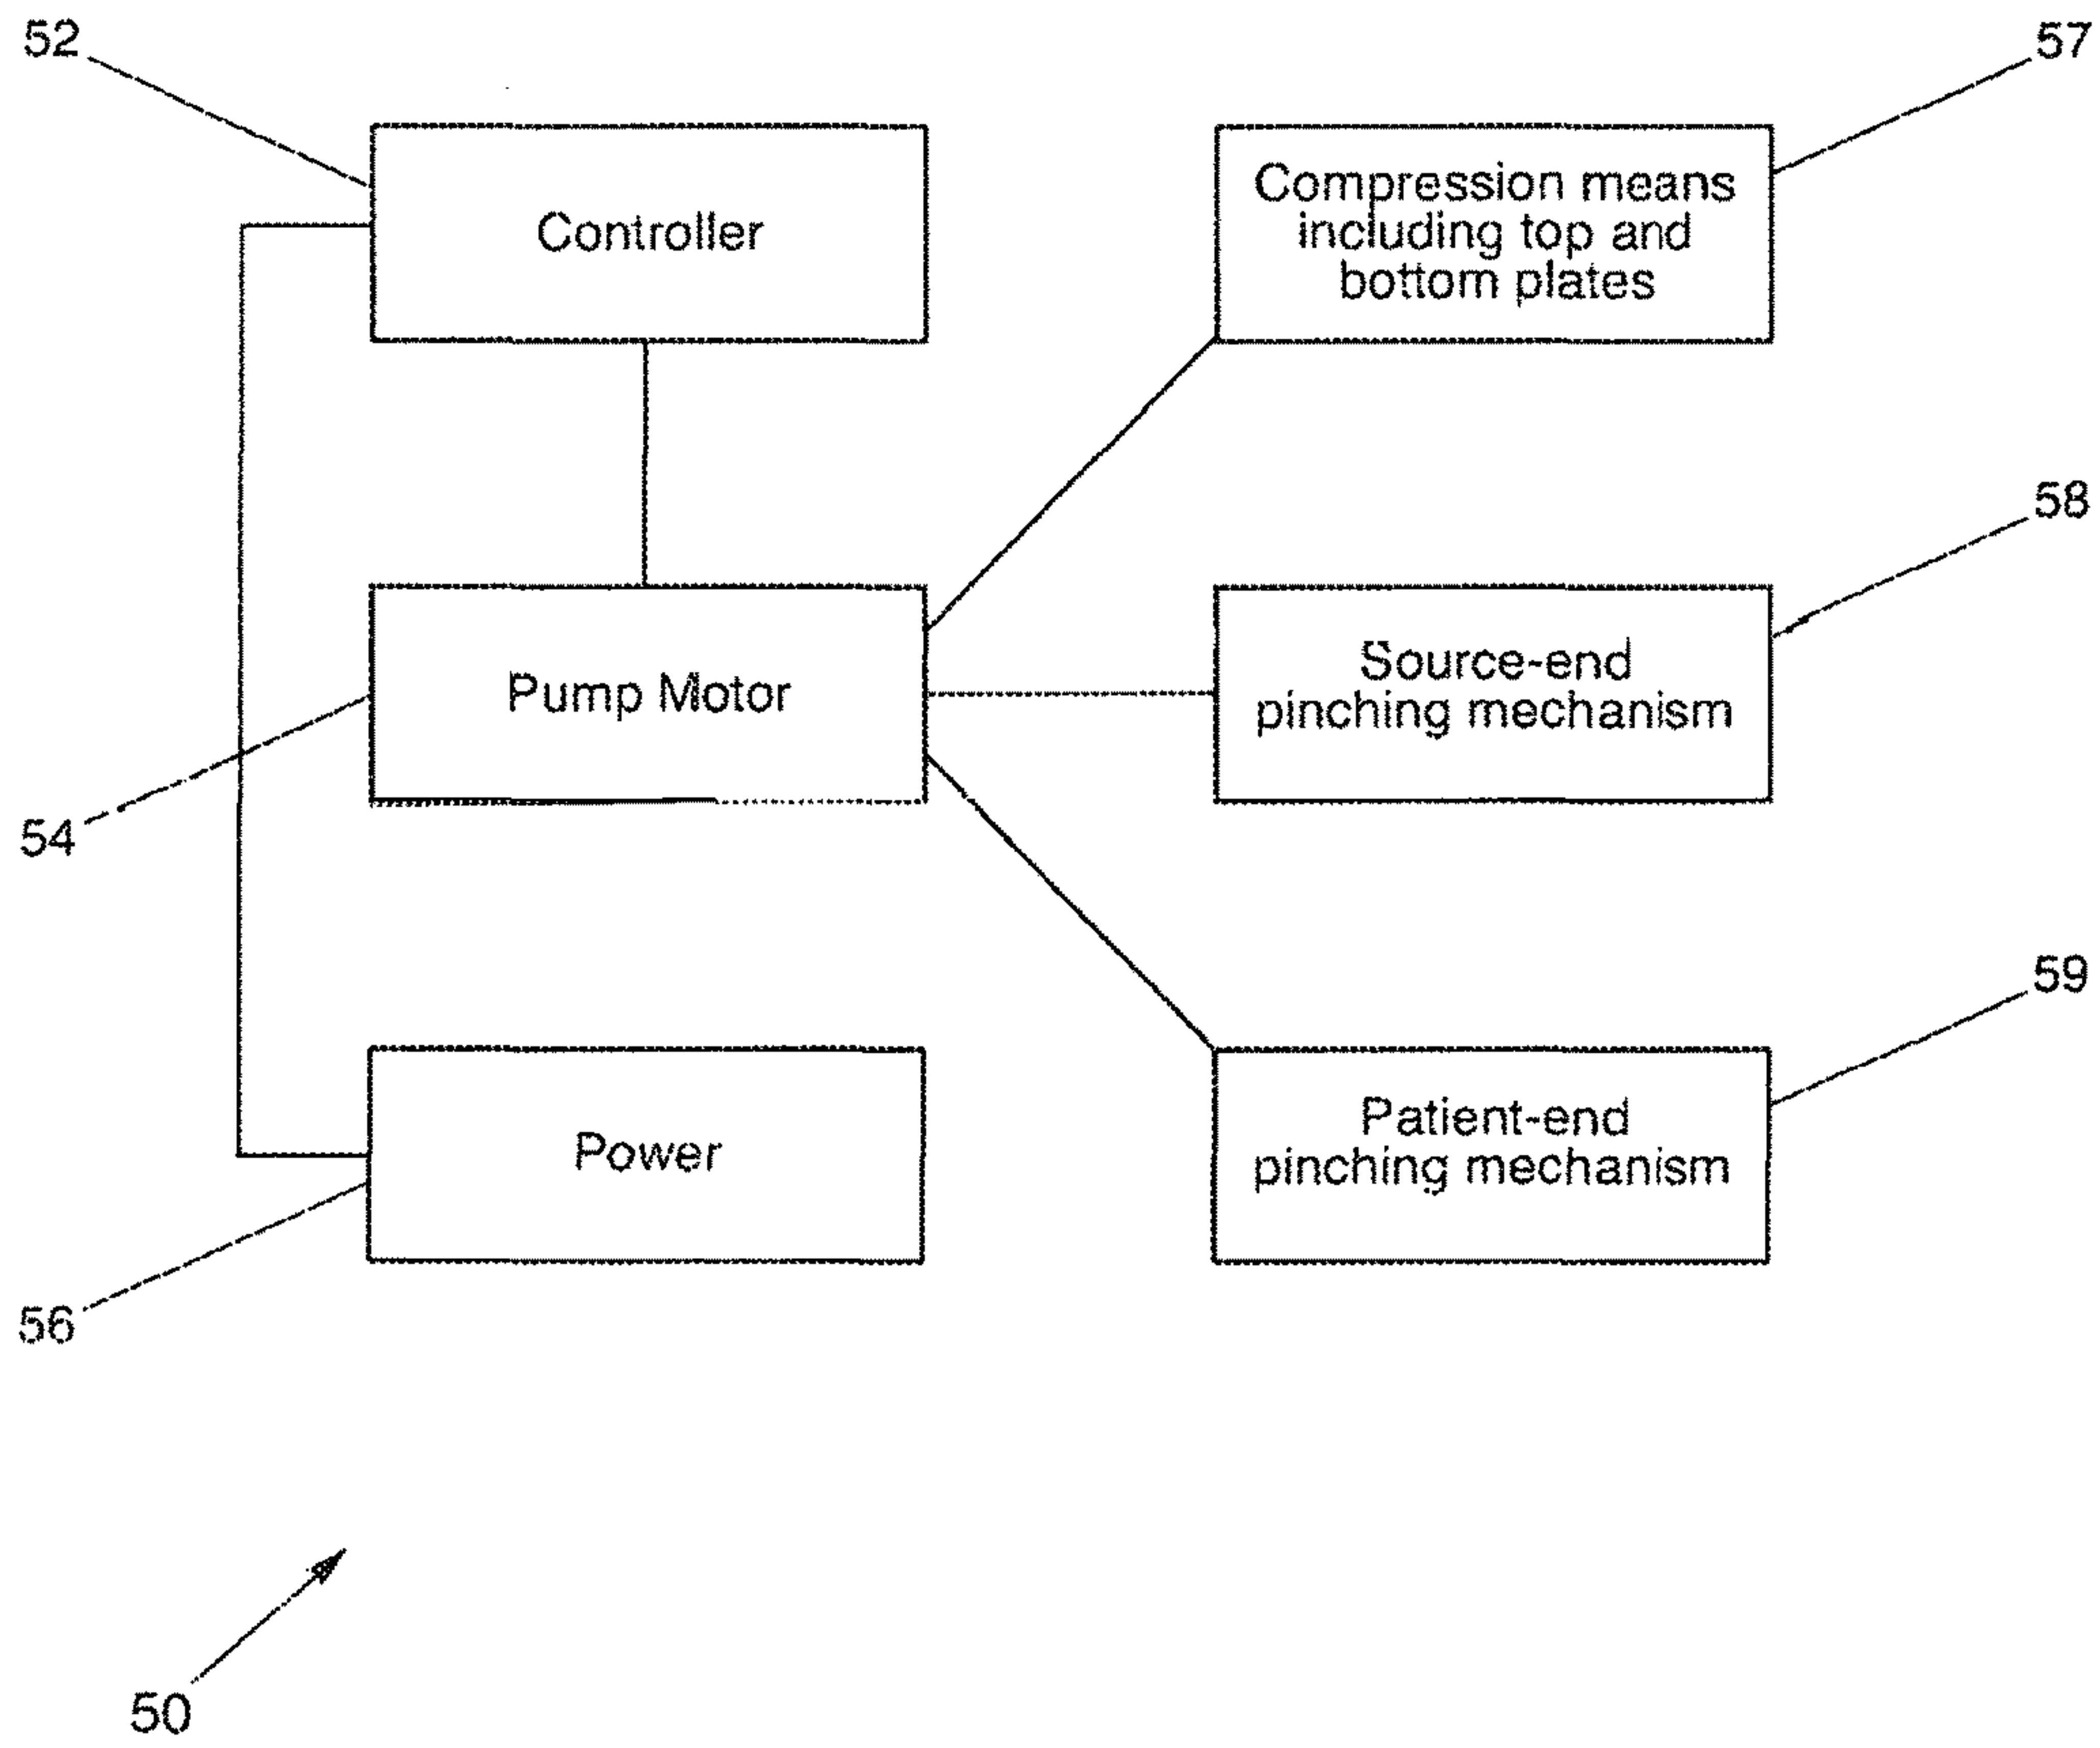 52
57
Controller
Compression means
including top and
bottom plates
58
Pump Motor
Source-end
pinching mechanism
54
59
Power
Patient-end
pinching mechanism
56
50